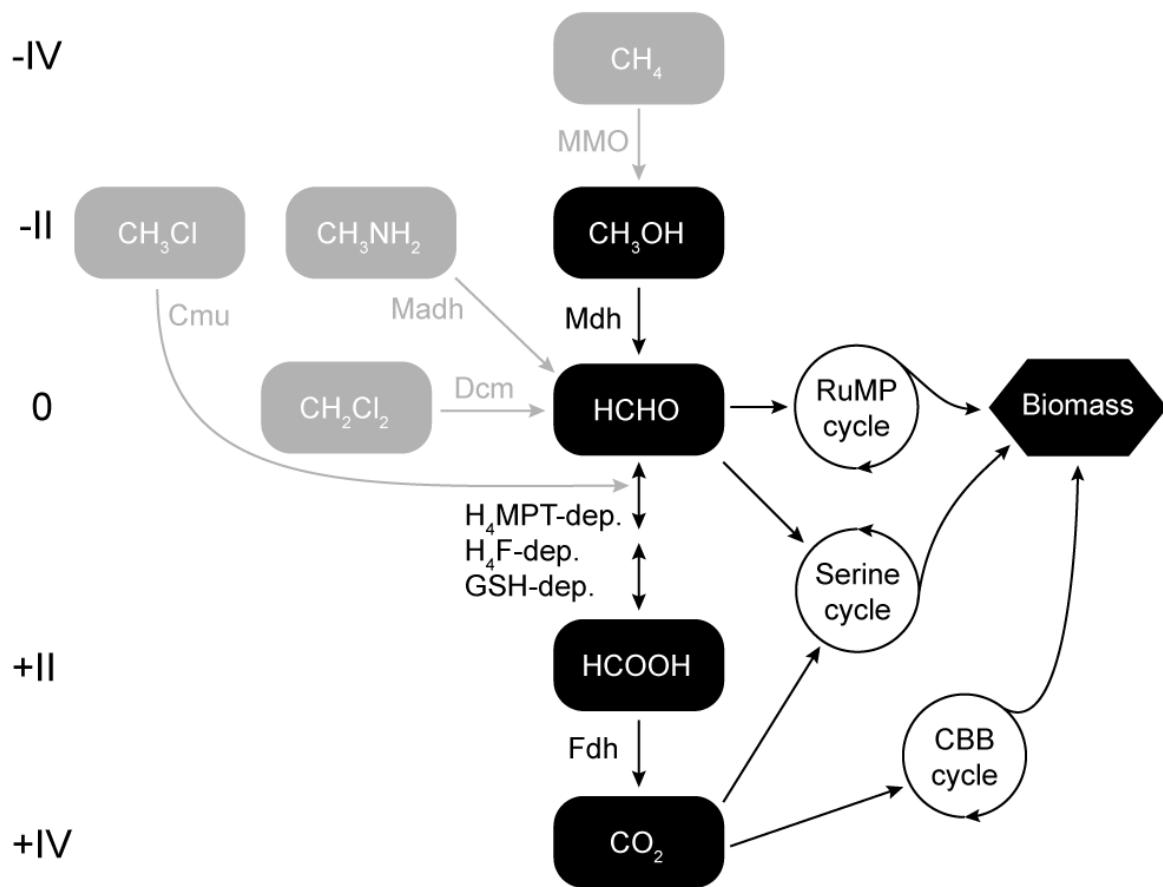 -IV
CH₄
MMO
-II
CH₃Cl
CH₃NH₂
CH₃OH
Cmu
Madh
Mdh
0
CH₂Cl₂
Dcm
HCHO
RuMP
cycle
Biomass
H₄MPT-dep.
H₄F-dep.
GSH-dep.
Serine
cycle
+II
HCOOH
Fdh
CBB
cycle
+IV
CO₂